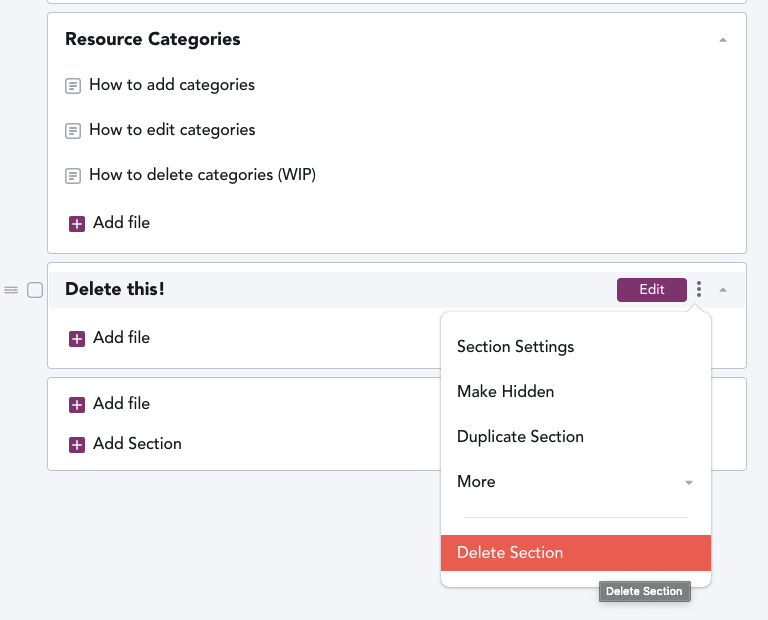 Resource Categories
How to add categories
How to edit categories
How to delete categories (WIP)
Add file
Delete this!
Edit
Add file
Section Settings
Make Hidden
Duplicate Section
More
Delete Section
Delete Section
Add file
Add Section